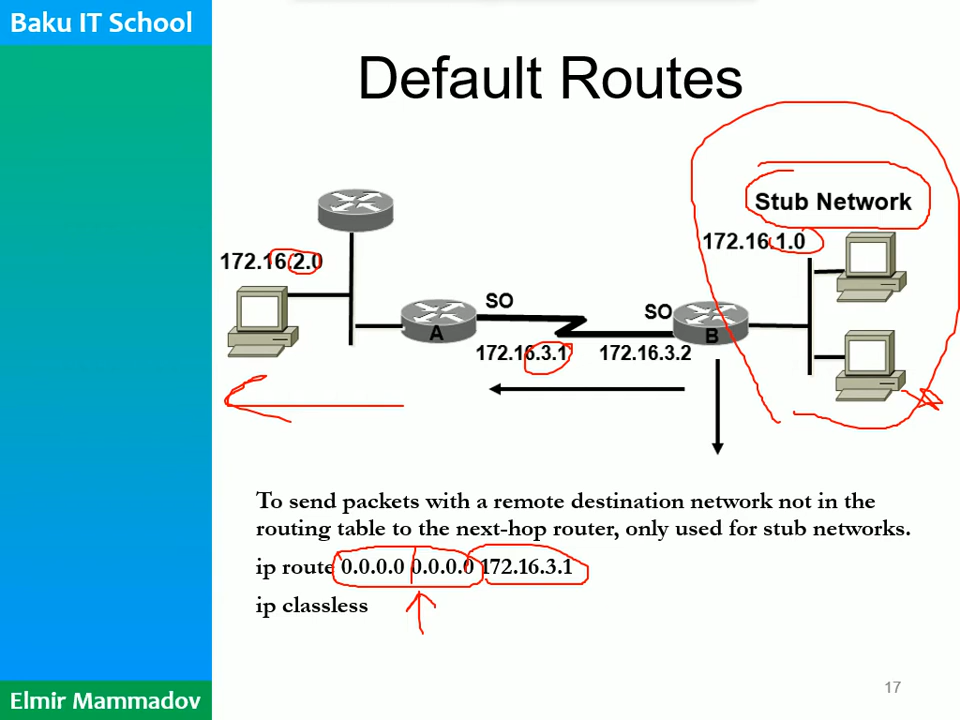 Baku IT School
Default Routes
Stub Network
172.16.1.0
172.16.2.0
SO
SO
A
B
172.16.3.1
172.16.3.2
To send packets with a remote destination network not in the
routing table to the next-hop router, only used for stub networks.
ip route 0.0.0.0 0.0.0.0 172.16.3.1
ip classless
17
Elmir Mammadov